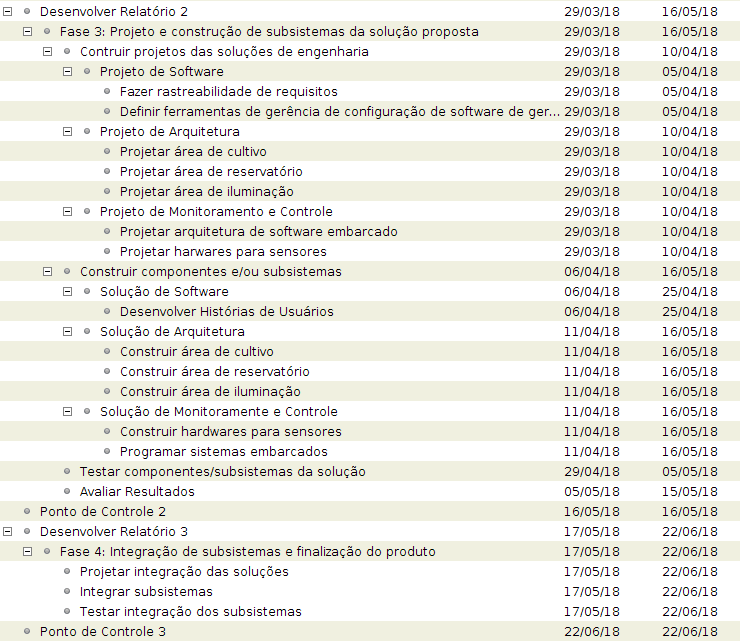 Desenvolver Relatório 2 29/03/18 16/05/18
Fase 3: Projeto e construção de subsistemas da solução proposta 29/03/18 16/05/18
Contruir projetos das soluções de engenharia 29/03/18 10/04/18
Projeto de Software 29/03/18 05/04/18
Fazer rastreabilidade de requisitos 29/03/18 05/04/18
Definir ferramentas de gerência de configuração de software de ger... 29/03/18 05/04/18
Projeto de Arquitetura 29/03/18 10/04/18
Projetar área de cultivo 29/03/18 10/04/18
Projetar área de reservatório 29/03/18 10/04/18
Projetar área de iluminação 29/03/18 10/04/18
Projeto de Monitoramento e Controle 29/03/18 10/04/18
Projetar arquitetura de software embarcado 29/03/18 10/04/18
Projetar harwares para sensores 29/03/18 10/04/18
Construir componentes e/ou subsistemas 06/04/18 16/05/18
Solução de Software 06/04/18 25/04/18
Desenvolver Histórias de Usuários 06/04/18 25/04/18
Solução de Arquitetura 11/04/18 16/05/18
Construir área de cultivo 11/04/18 16/05/18
Construir área de reservatório 11/04/18 16/05/18
Construir área de iluminação 11/04/18 16/05/18
Solução de Monitoramente e Controle 11/04/18 16/05/18
Construir hardwares para sensores 11/04/18 16/05/18
Programar sistemas embarcados 11/04/18 16/05/18
Testar componentes/subsistemas da solução 29/04/18 05/05/18
Avaliar Resultados 05/05/18 15/05/18
Ponto de Controle 2 16/05/18 16/05/18
Desenvolver Relatório 3 17/05/18 22/06/18
Fase 4: Integração de subsistemas e finalização do produto 17/05/18 22/06/18
Projetar integração das soluções 17/05/18 22/06/18
Integrar subsistemas 17/05/18 22/06/18
Testar integração dos subsistemas 17/05/18 22/06/18
Ponto de Controle 3 22/06/18 22/06/18